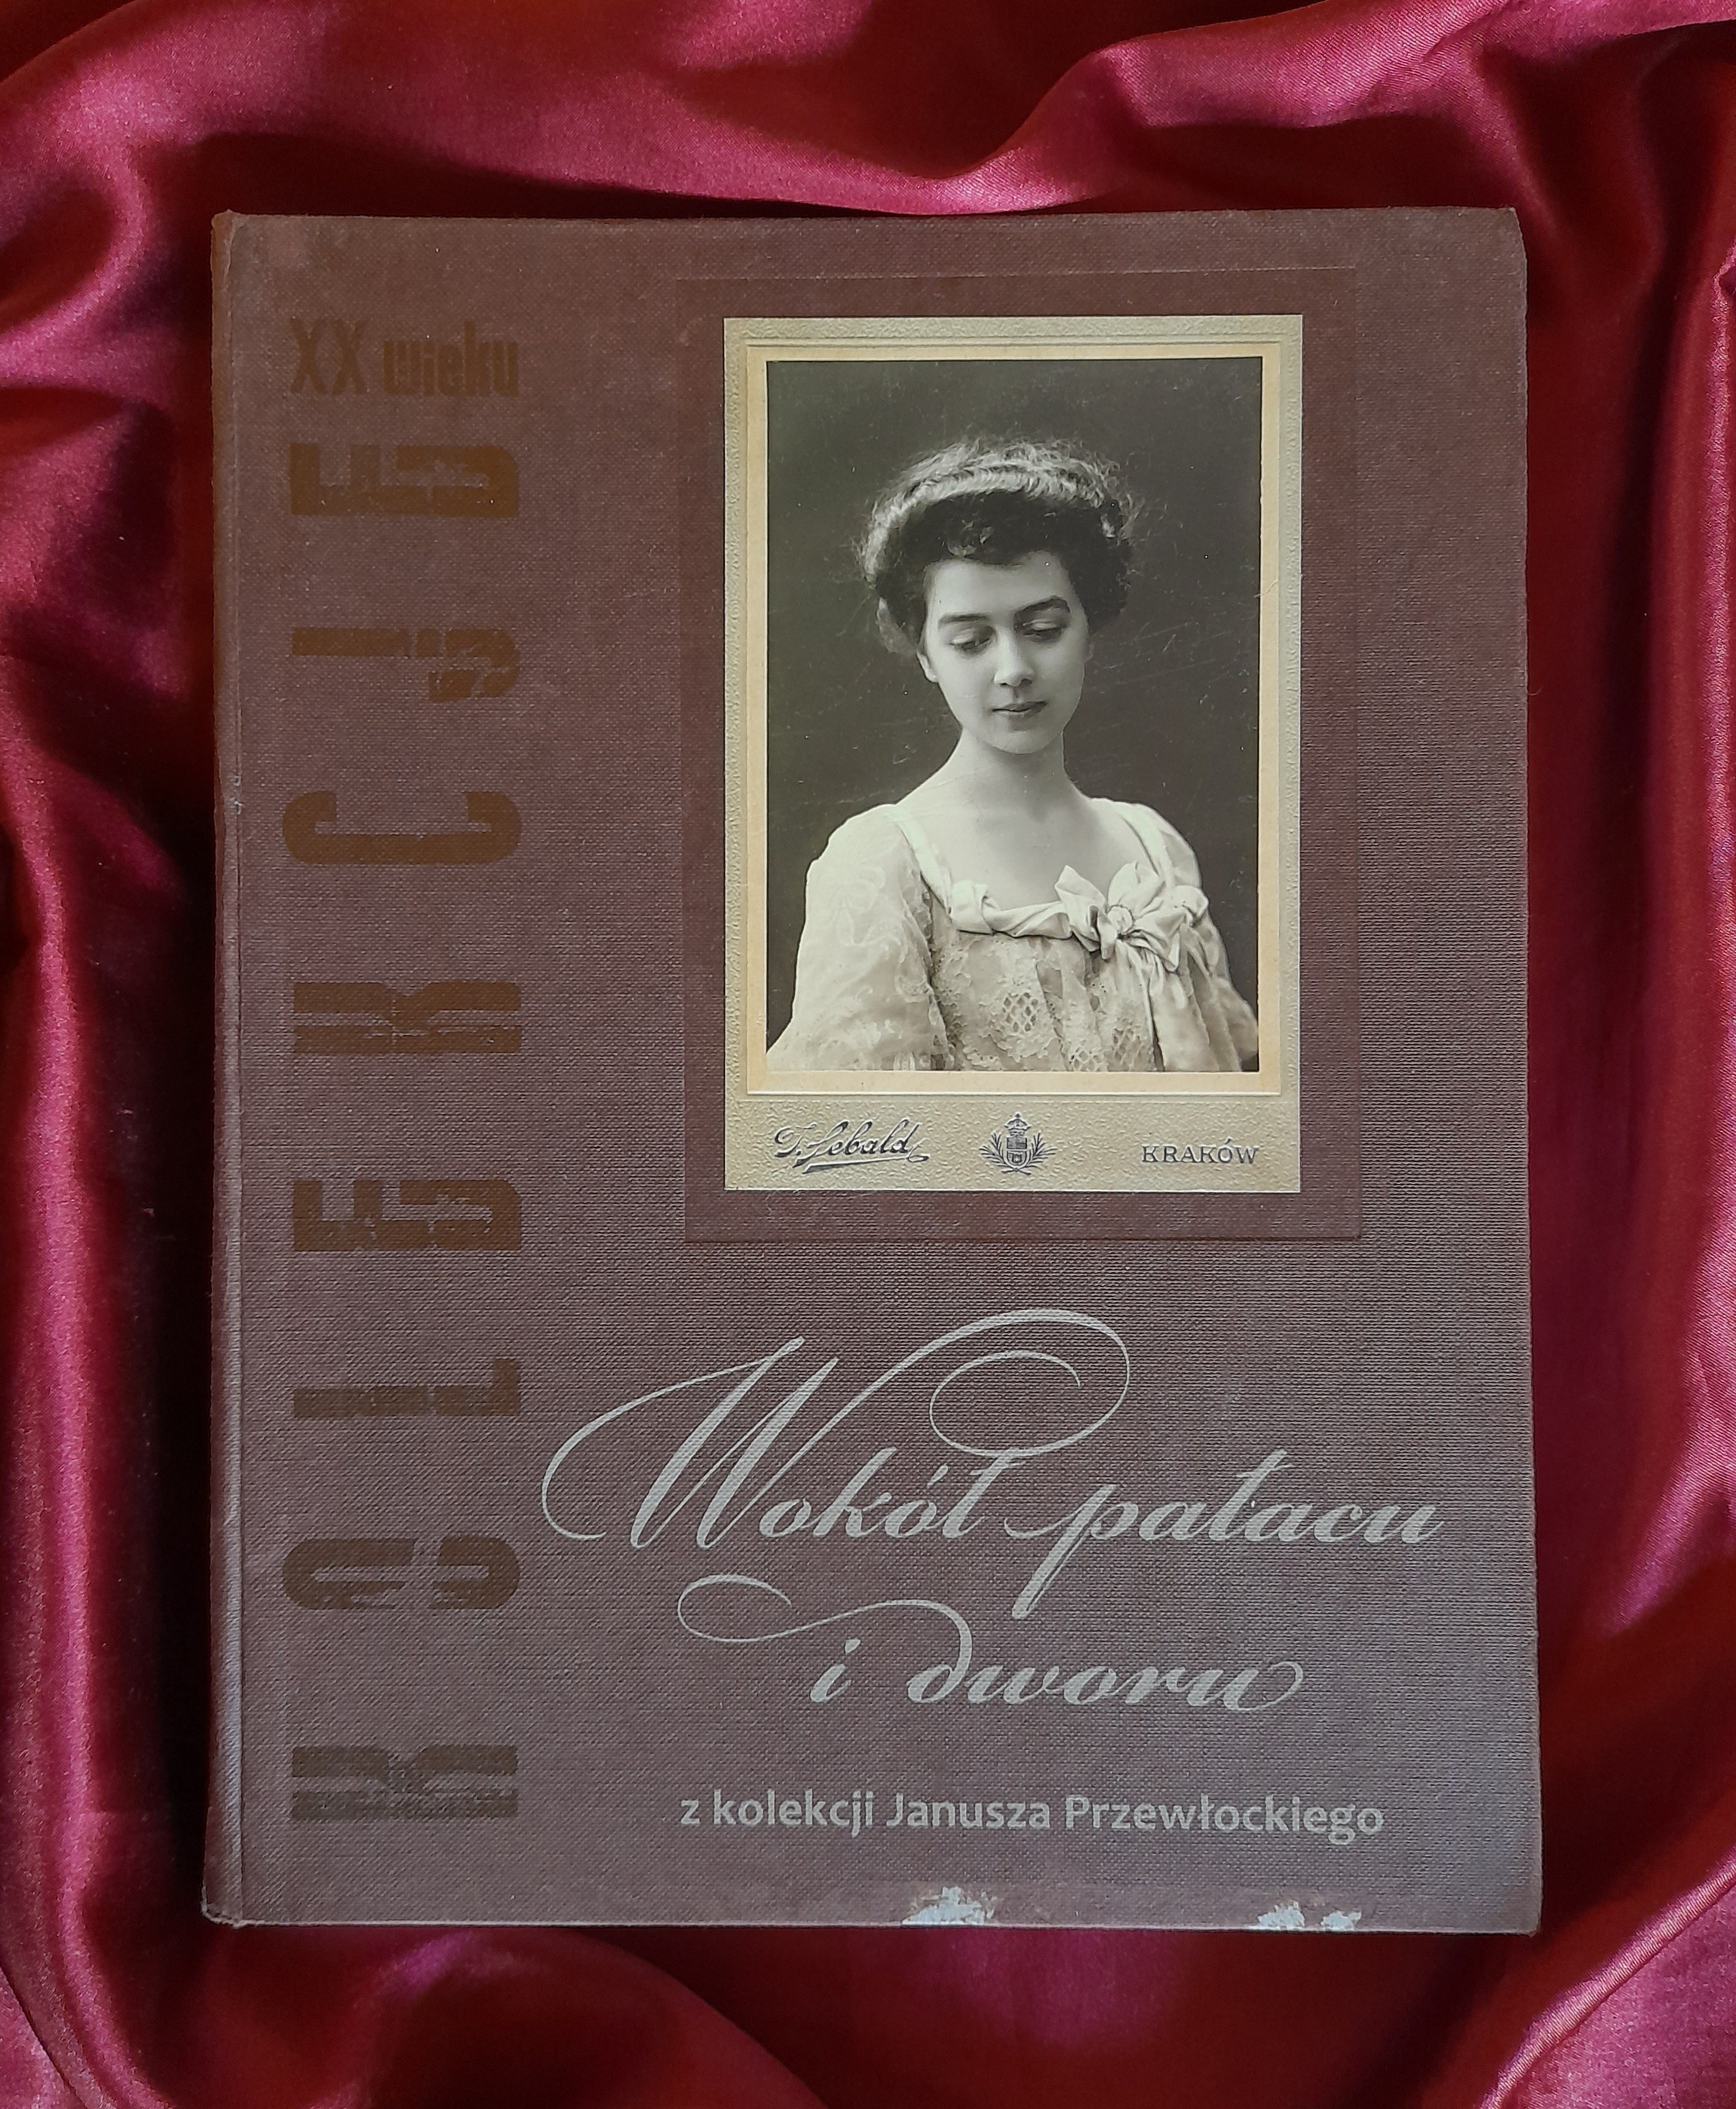 KOLEKCJE XX wieku
T. Sebald
KRAKÓW
Wokół pałacu
i dworu
z kolekcji Janusza Przewłockiego